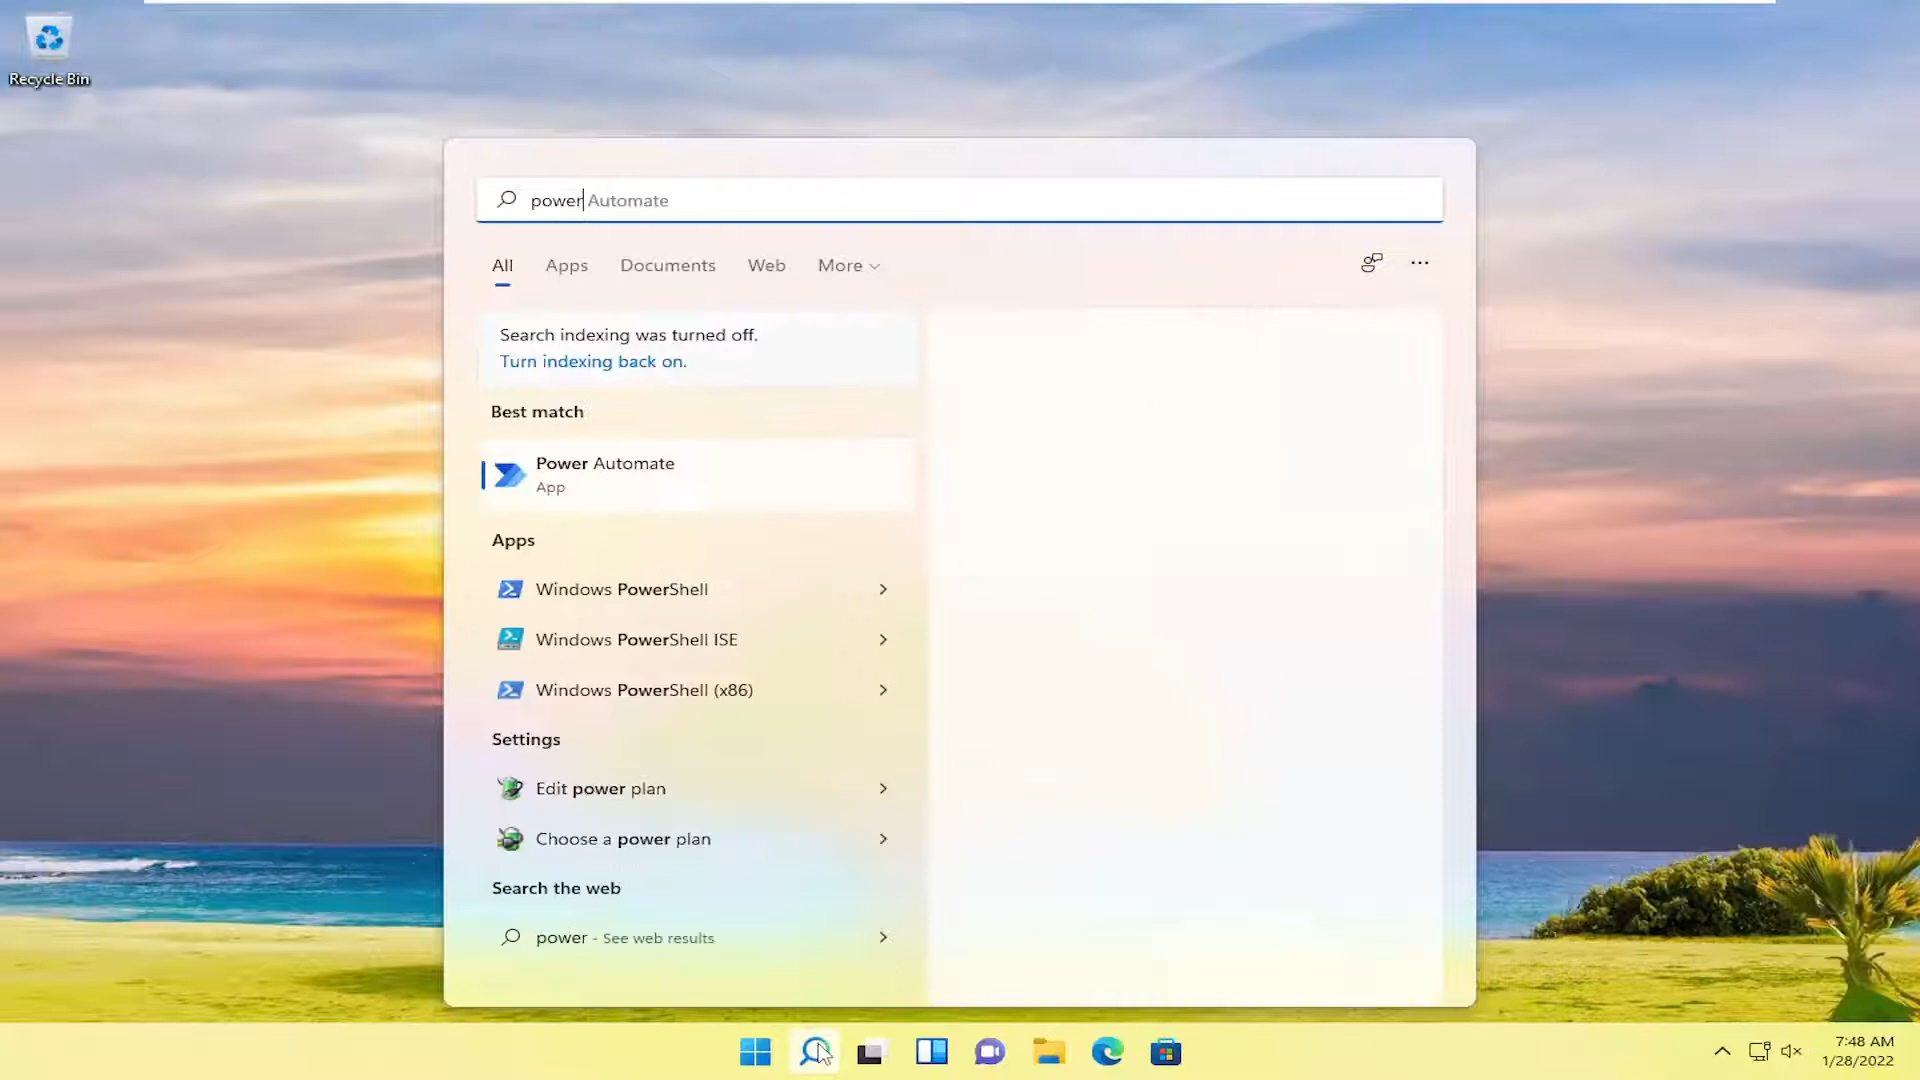 Recycle Bin
power Automate
All Apps Documents Web More
Search indexing was turned off.
Turn indexing back on.
Best match
Power Automate
App
Apps
Windows PowerShell
Windows PowerShell ISE
Windows PowerShell (x86)
Settings
Edit power plan
Choose a power plan
Search the web
power - See web results
7:48 AM
1/28/2022